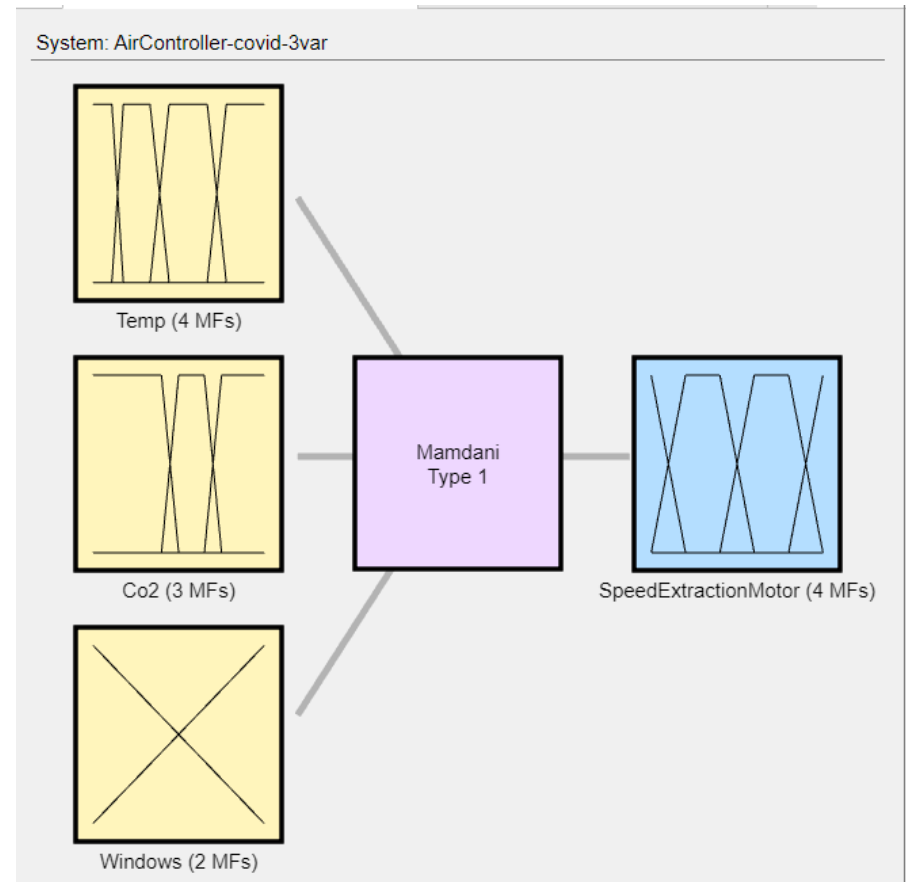 System: AirController-covid-3var
Temp (4 MFs)
Co2 (3 MFs)
Mamdani
Type 1
SpeedExtractionMotor (4 MFs)
Windows (2 MFs)